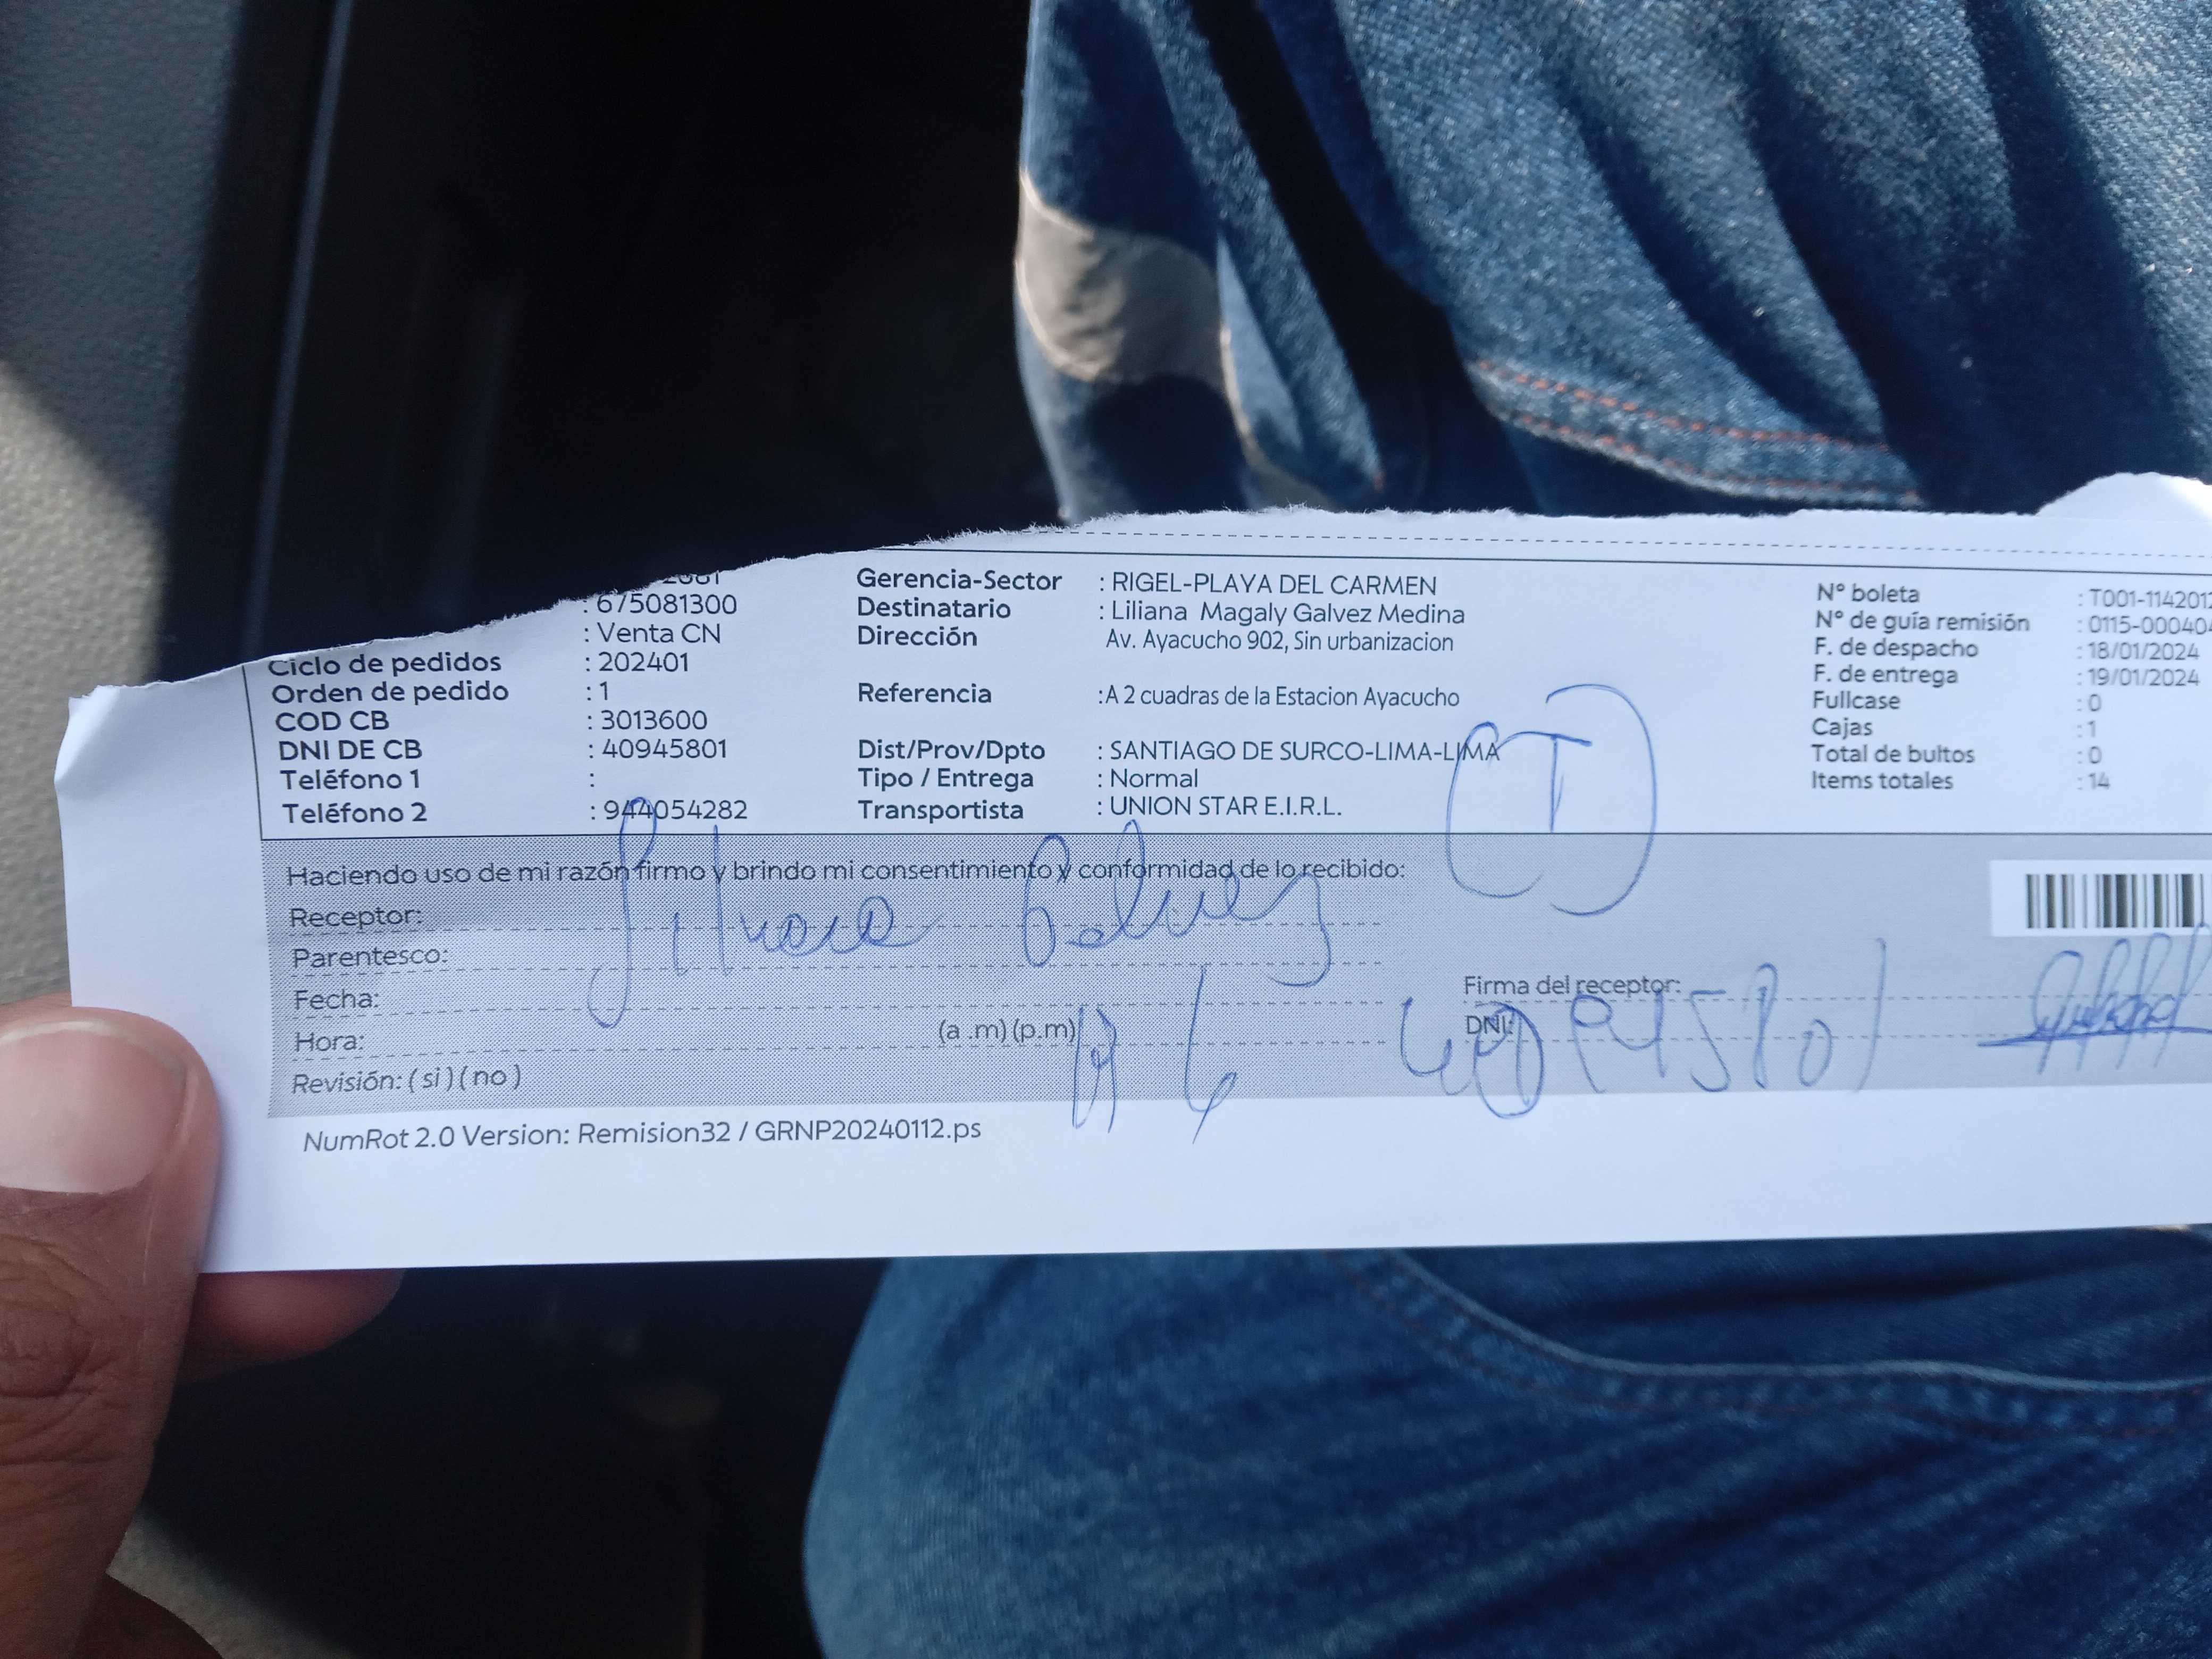 : 675081300
: Venta CN
Ciclo de pedidos : 202401
Orden de pedido : 1
COD CB : 3013600
DNI DE CB : 40945801
Teléfono 1 :
Teléfono 2 : 944054282
Gerencia-Sector : RIGEL-PLAYA DEL CARMEN
Destinatario : Liliana Magaly Galvez Medina
Dirección Av. Ayacucho 902, Sin urbanizacion
Referencia :A 2 cuadras de la Estacion Ayacucho
Dist/Prov/Dpto : SANTIAGO DE SURCO-LIMA-LIMA
Tipo / Entrega : Normal
Transportista : UNION STAR E.I.R.L.
N° boleta : T001-1142012
N° de guía remisión : 0115-000404
F. de despacho : 18/01/2024
F. de entrega : 19/01/2024
Fullcase : 0
Cajas : 1
Total de bultos : 0
Items totales : 14
(T)
Haciendo uso de mi razón firmo y brindo mi consentimiento y conformidad de lo recibido:
Receptor: Galvez
Parentesco:
Fecha:
Hora: (a .m) (p.m)
Revisión: ( si ) ( no )
Firma del receptor:
DNI: 40945801
NumRot 2.0 Version: Remision32 / GRNP20240112.ps